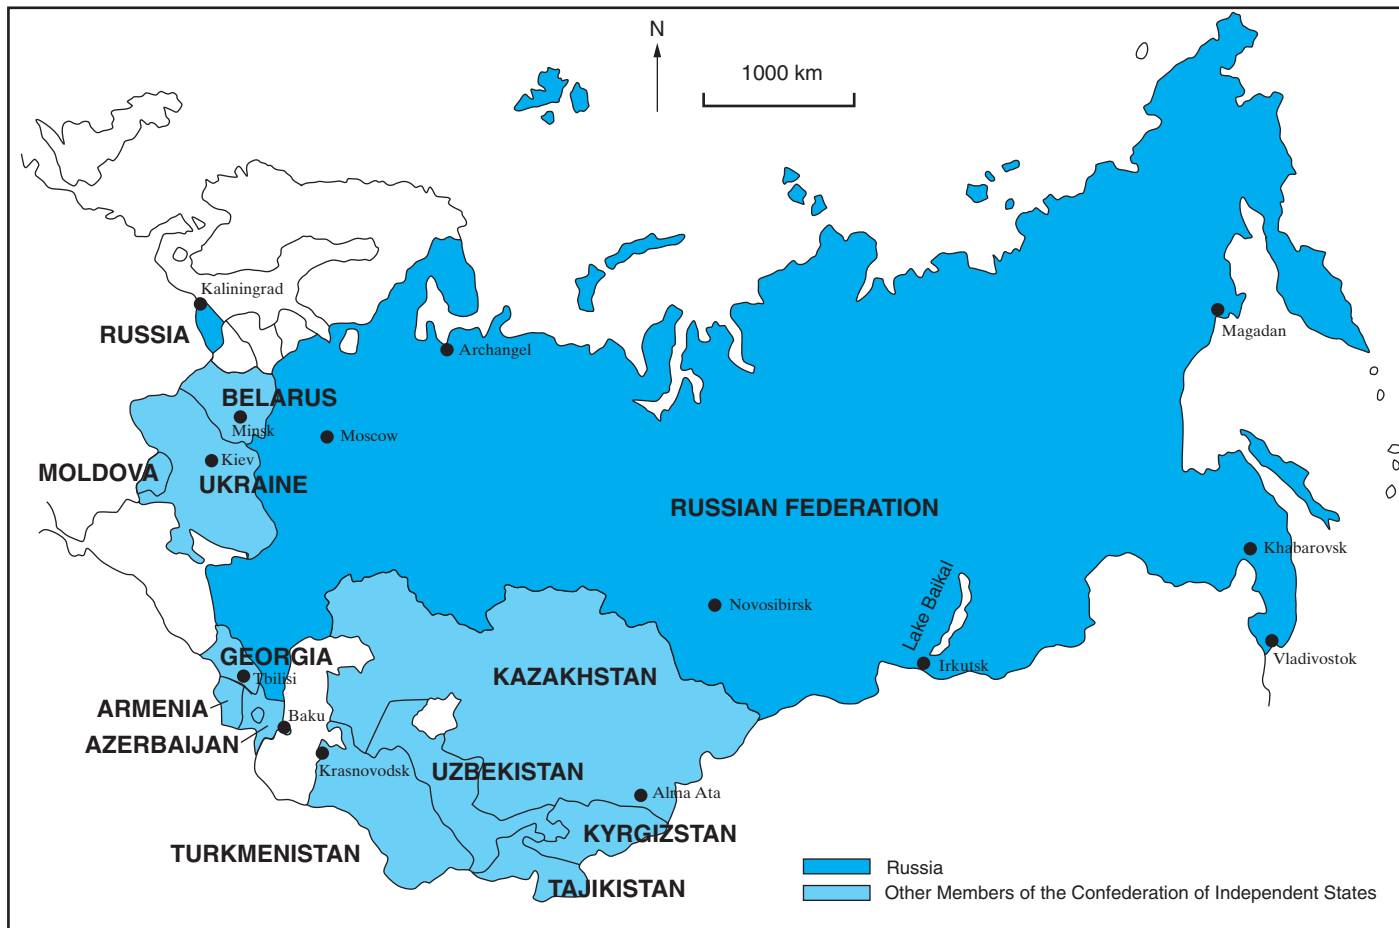 N
1000 km
Kaliningrad
RUSSIA
Archangel
Magadan
BELARUS
Minsk
Moscow
Kiev
MOLDOVA
UKRAINE
RUSSIAN FEDERATION
Khabarovsk
Novosibirsk
Lake Baikal
Irkutsk
Vladivostok
GEORGIA
Tbilisi
KAZAKHSTAN
ARMENIA
Baku
AZERBAIJAN
Krasnovodsk
UZBEKISTAN
Alma Ata
KYRGIZSTAN
TURKMENISTAN
TAJIKISTAN
Russia
Other Members of the Confederation of Independent States